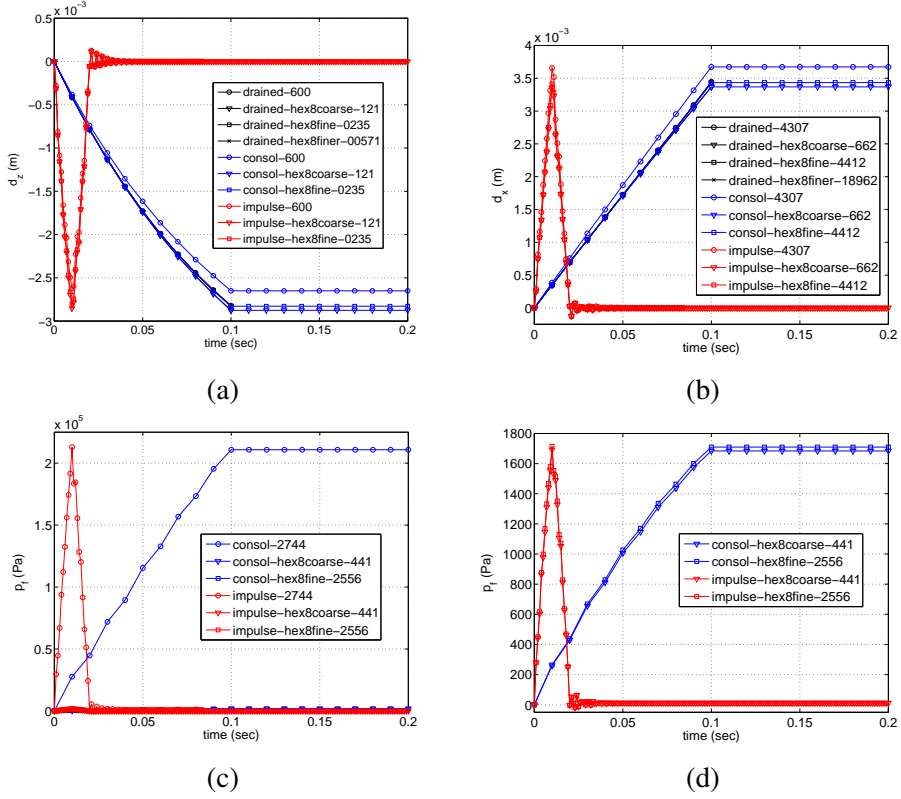 x 10⁻³
0.5
0
−0.5
−1
−1.5
−2
−2.5
−3
d_z (m)
0 0.05 0.1 0.15 0.2
time (sec)
drained−600
drained−hex8coarse−121
drained−hex8fine−0235
drained−hex8finer−00571
consol−600
consol−hex8coarse−121
consol−hex8fine−0235
impulse−600
impulse−hex8coarse−121
impulse−hex8fine−0235
(a)
x 10⁻³
4
3.5
3
2.5
2
1.5
1
0.5
0
d_x (m)
0 0.05 0.1 0.15 0.2
time (sec)
drained−4307
drained−hex8coarse−662
drained−hex8fine−4412
drained−hex8finer−18962
consol−4307
consol−hex8coarse−662
consol−hex8fine−4412
impulse−4307
impulse−hex8coarse−662
impulse−hex8fine−4412
(b)
x 10⁵
2
1.5
1
0.5
0
p_f (Pa)
0 0.05 0.1 0.15 0.2
time (sec)
consol−2744
consol−hex8coarse−441
consol−hex8fine−2556
impulse−2744
impulse−hex8coarse−441
impulse−hex8fine−2556
(c)
1800
1600
1400
1200
1000
800
600
400
200
0
p_f (Pa)
0 0.05 0.1 0.15 0.2
time (sec)
consol−hex8coarse−441
consol−hex8fine−2556
impulse−hex8coarse−441
impulse−hex8fine−2556
(d)